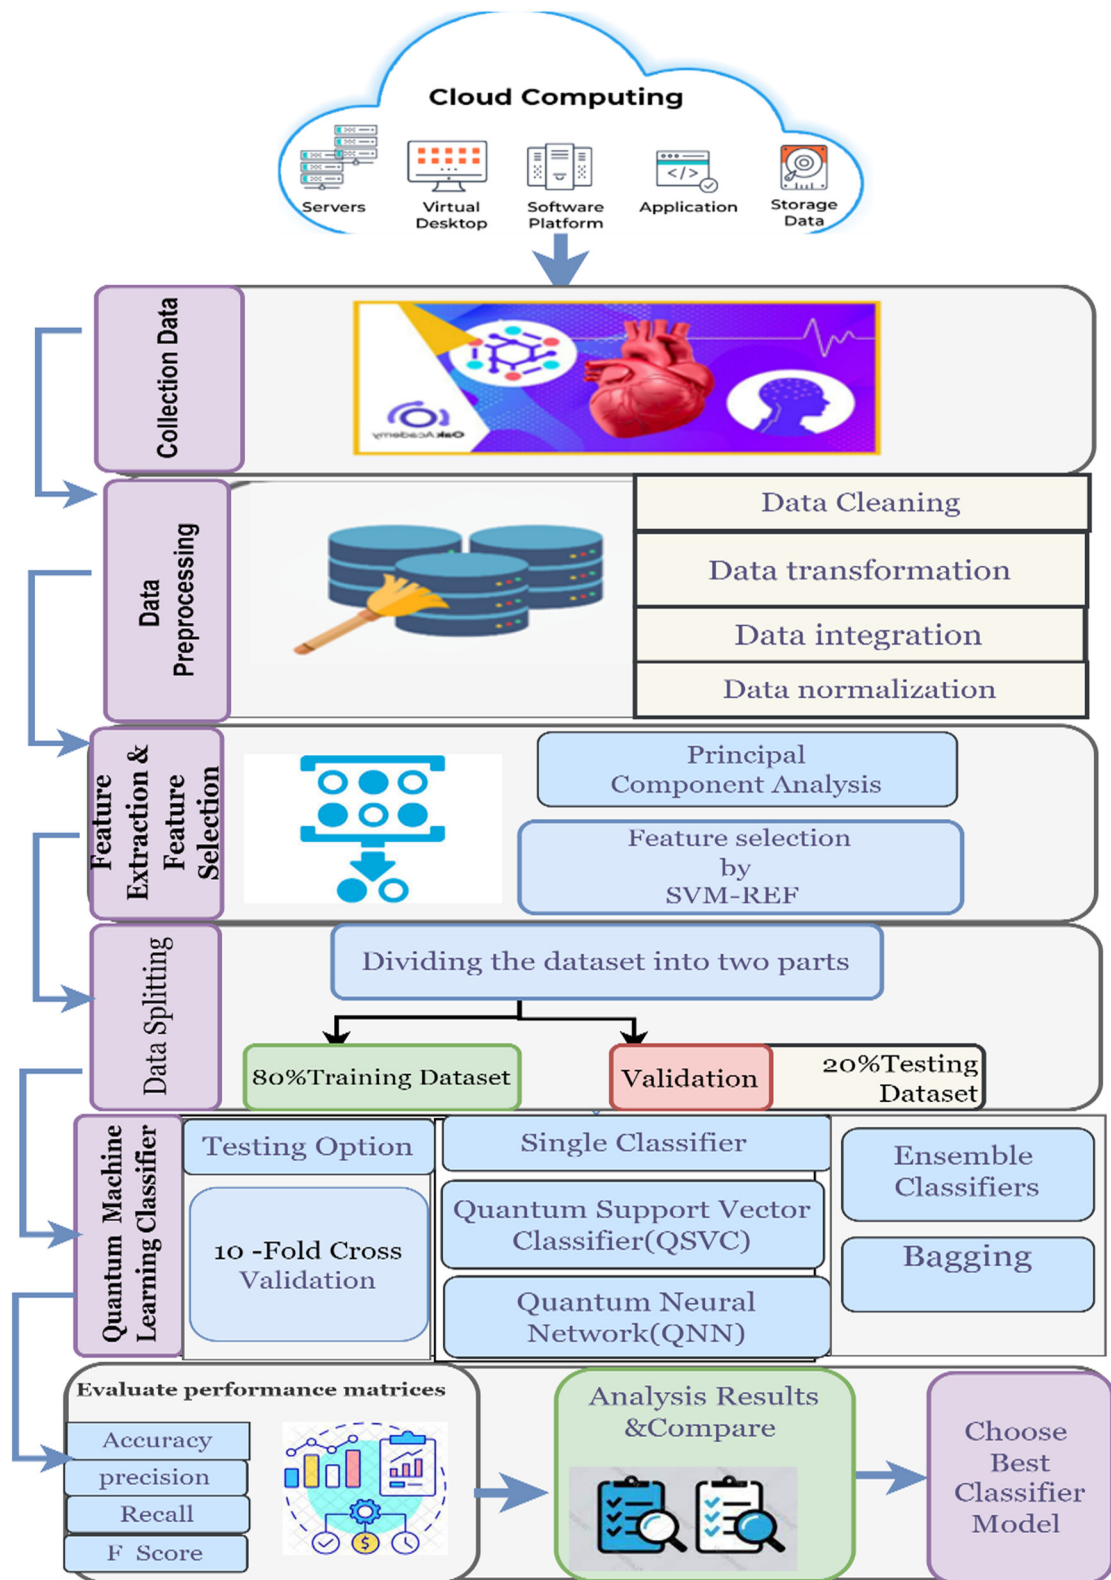 Cloud Computing
Servers
Virtual
Desktop
Software
Platform
Application
Storage
Data
Collection Data
OakAcademy
Data
Preprocessing
Data Cleaning
Data transformation
Data integration
Data normalization
Feature
Extraction &
Feature
Selection
Principal
Component Analysis
Feature selection
by
SVM-REF
Data Splitting
Dividing the dataset into two parts
80%Training Dataset
Validation
20%Testing
Dataset
Quantum Machine
Learning Classifier
Testing Option
10 -Fold Cross
Validation
Single Classifier
Quantum Support Vector
Classifier(QSVC)
Quantum Neural
Network(QNN)
Ensemble
Classifiers
Bagging
Evaluate performance matrices
Accuracy
precision
Recall
F Score
Analysis Results
&Compare
Choose
Best
Classifier
Model